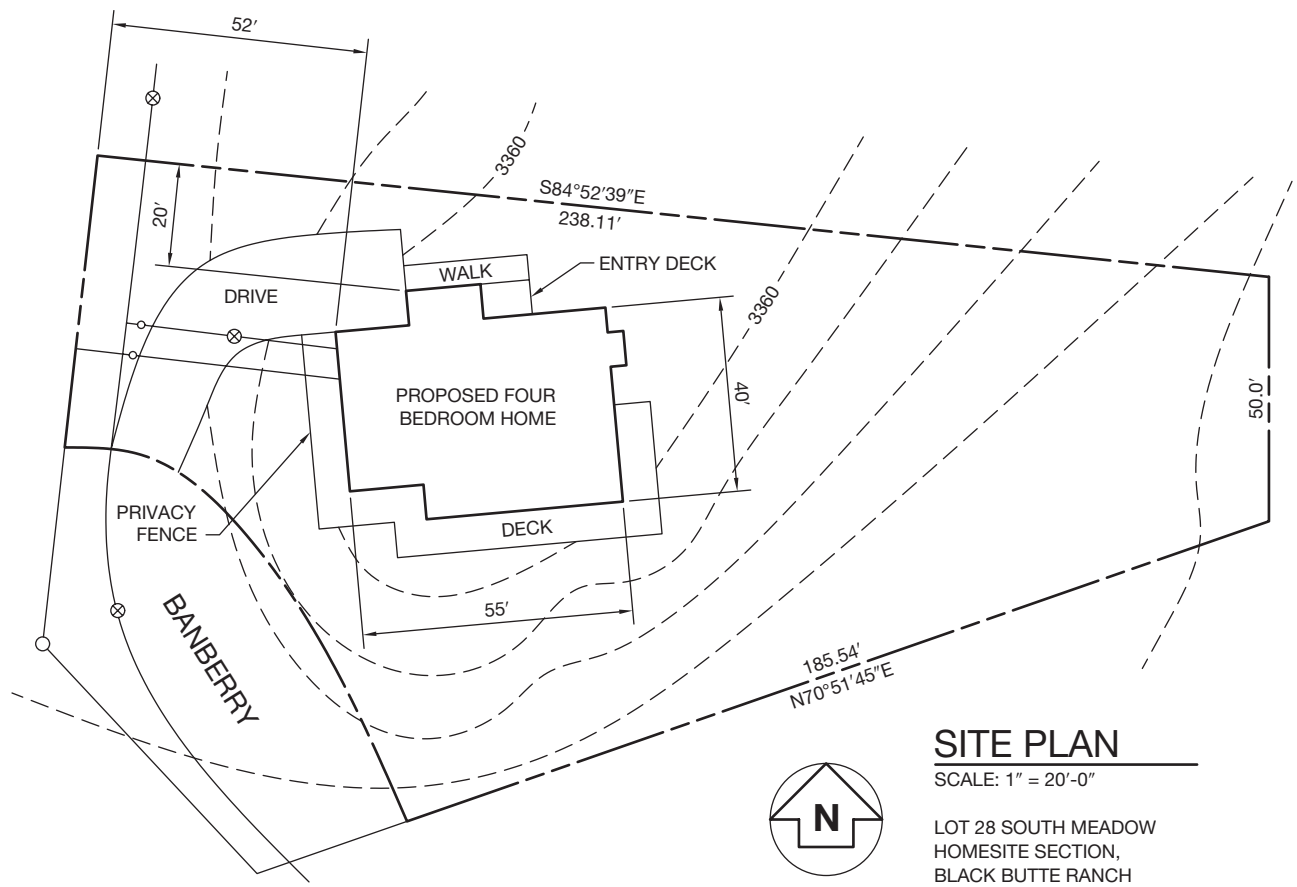 52'
3360
S84°52'39"E
238.11'
20'
WALK
ENTRY DECK
DRIVE
3360
PROPOSED FOUR
BEDROOM HOME
40'
50.0'
PRIVACY
FENCE
DECK
55'
BANBERRY
185.54'
N70°51'45"E
SITE PLAN
SCALE: 1" = 20'-0"
N
LOT 28 SOUTH MEADOW
HOMESITE SECTION,
BLACK BUTTE RANCH